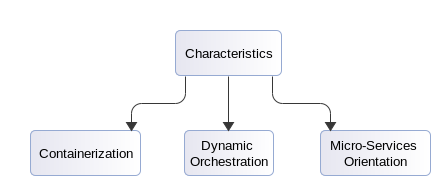 Characteristics
Containerization
Dynamic
Orchestration
Micro-Services
Orientation